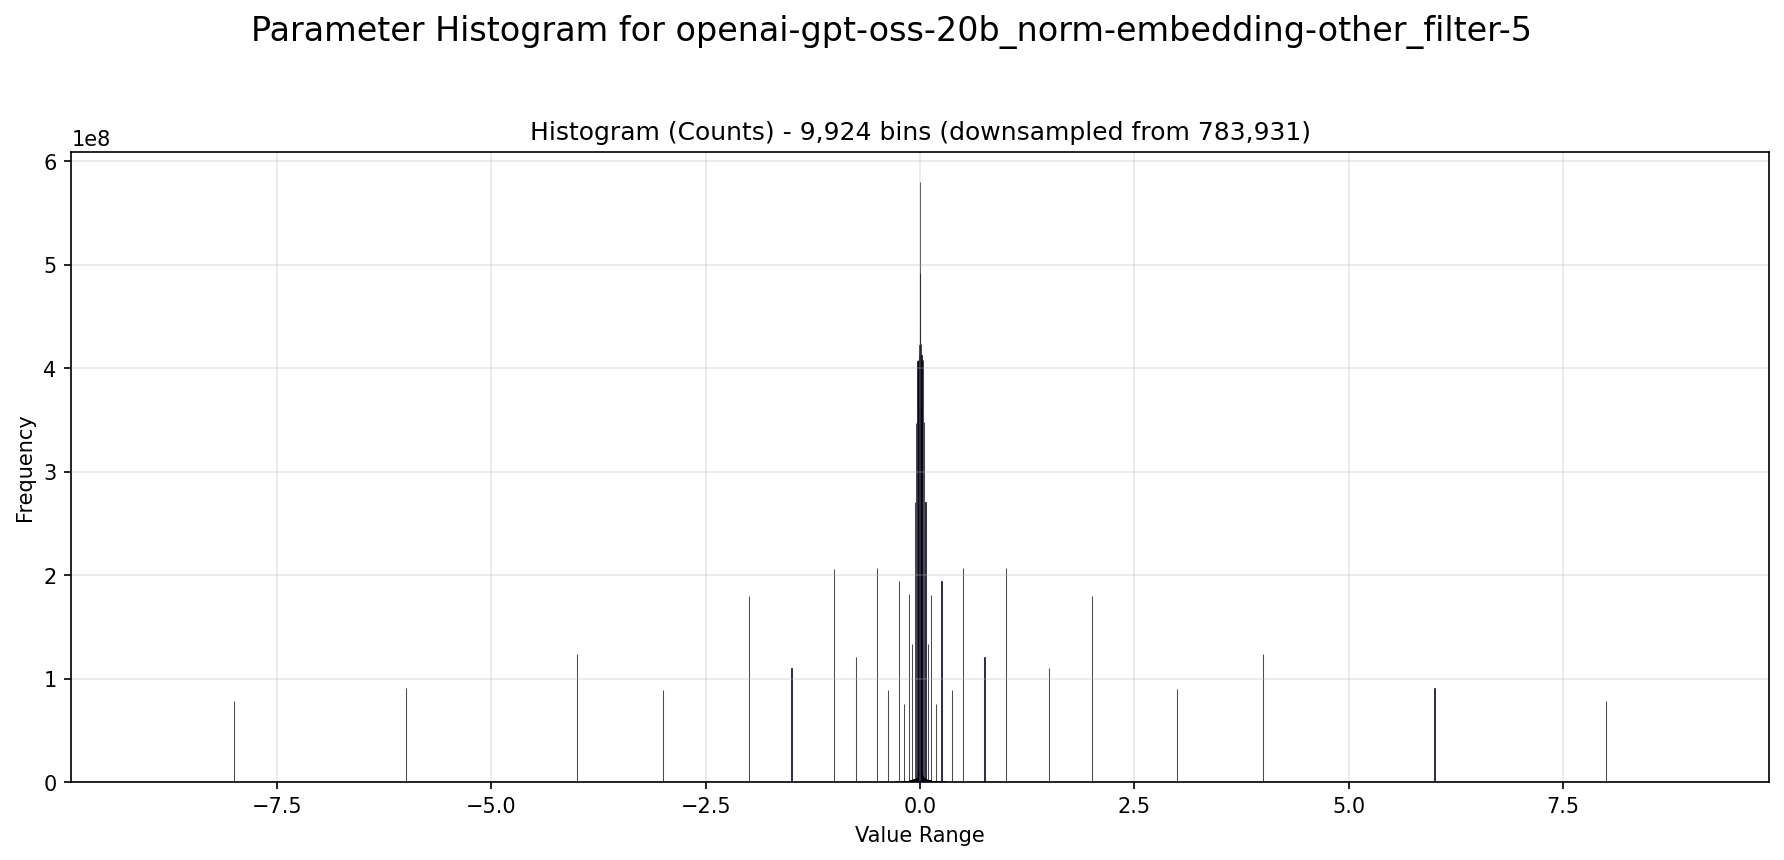 Parameter Histogram for openai-gpt-oss-20b_norm-embedding-other_filter-5
Histogram (Counts) - 9,924 bins (downsampled from 783,931)
1e8
6
5
4
3
2
1
0
Frequency
−7.5 −5.0 −2.5 0.0 2.5 5.0 7.5
Value Range